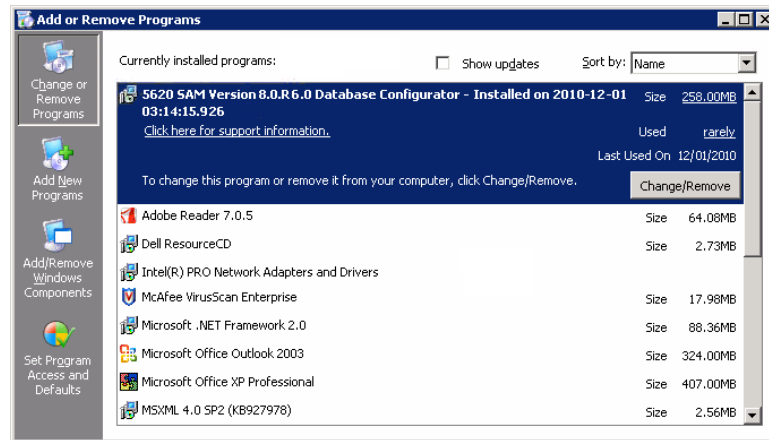 Add or Remove Programs
Change or
Remove
Programs
Add New
Programs
Add/Remove
Windows
Components
Set Program
Access and
Defaults
Currently installed programs:
Show updates
Sort by: Name
5620 SAM Version 8.0.R6.0 Database Configurator - Installed on 2010-12-01 Size 258.00MB
03:14:15.926
Click here for support information. Used rarely
Last Used On 12/01/2010
To change this program or remove it from your computer, click Change/Remove. Change/Remove
Adobe Reader 7.0.5 Size 64.08MB
Dell ResourceCD Size 2.73MB
Intel(R) PRO Network Adapters and Drivers
McAfee VirusScan Enterprise Size 17.98MB
Microsoft .NET Framework 2.0 Size 88.36MB
Microsoft Office Outlook 2003 Size 324.00MB
Microsoft Office XP Professional Size 407.00MB
MSXML 4.0 SP2 (KB927978) Size 2.56MB